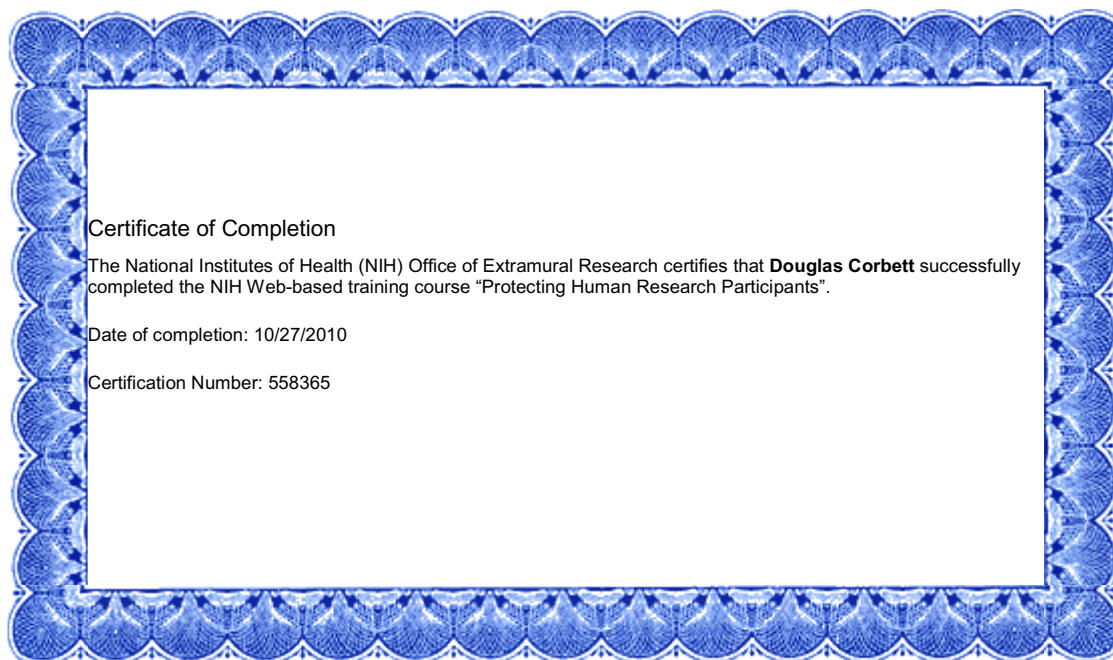 Certificate of Completion
The National Institutes of Health (NIH) Office of Extramural Research certifies that Douglas Corbett successfully
completed the NIH Web-based training course “Protecting Human Research Participants”.
Date of completion: 10/27/2010
Certification Number: 558365